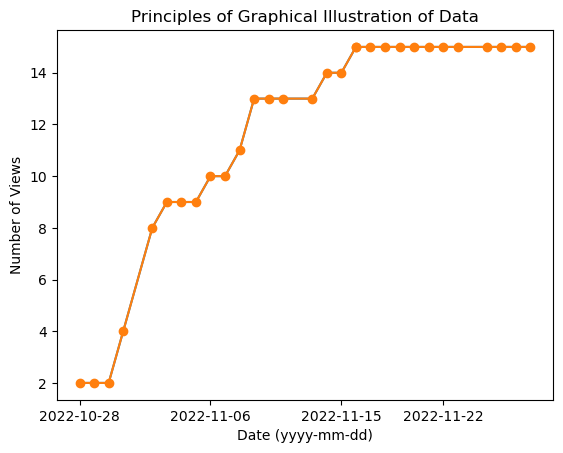 Principles of Graphical Illustration of Data
Number of Views
14
12
10
8
6
4
2
2022-10-28 2022-11-06 2022-11-15 2022-11-22
Date (yyyy-mm-dd)